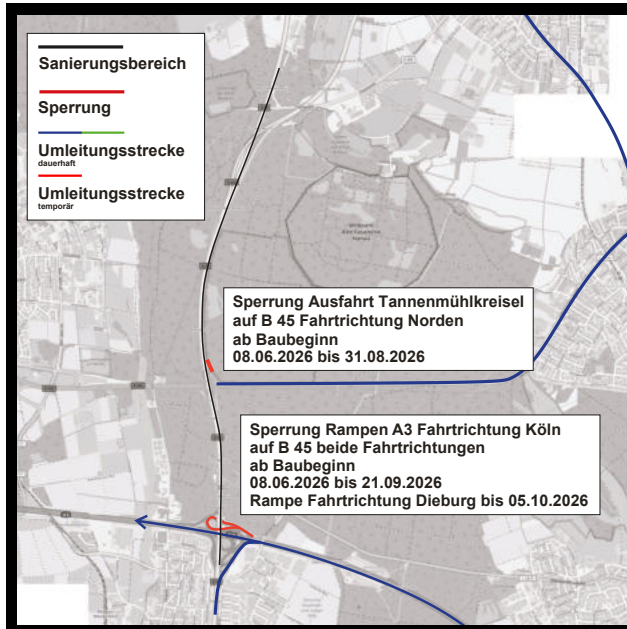 Sanierungsbereich
Sperrung
Umleitungsstrecke
dauerhaft
Umleitungsstrecke
temporär
Sperrung Ausfahrt Tannenmühlkreisel
auf B 45 Fahrtrichtung Norden
ab Baubeginn
08.06.2026 bis 31.08.2026
Sperrung Rampen A3 Fahrtrichtung Köln
auf B 45 beide Fahrtrichtungen
ab Baubeginn
08.06.2026 bis 21.09.2026
Rampe Fahrtrichtung Dieburg bis 05.10.2026